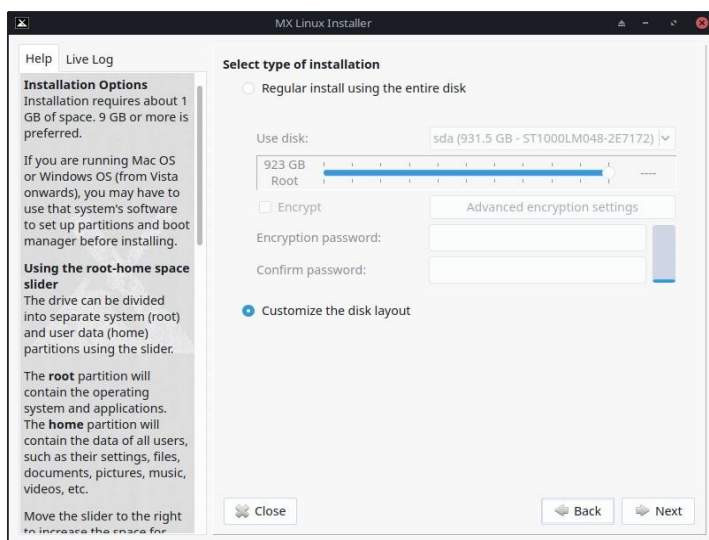 MX Linux Installer
Help
Live Log
Installation Options
Installation requires about 1
GB of space. 9 GB or more is
preferred.
If you are running Mac OS
or Windows OS (from Vista
onwards), you may have to
use that system's software
to set up partitions and boot
manager before installing.
Using the root-home space
slider
The drive can be divided
into separate system (root)
and user data (home)
partitions using the slider.
The root partition will
contain the operating
system and applications.
The home partition will
contain the data of all users,
such as their settings, files,
documents, pictures, music,
videos, etc.
Move the slider to the right
to increase the space for
Select type of installation
Regular install using the entire disk
Use disk:
sda (931.5 GB - ST1000LM048-2E7172)
923 GB
Root
----
Encrypt
Advanced encryption settings
Encryption password:
Confirm password:
Customize the disk layout
Close
Back
Next